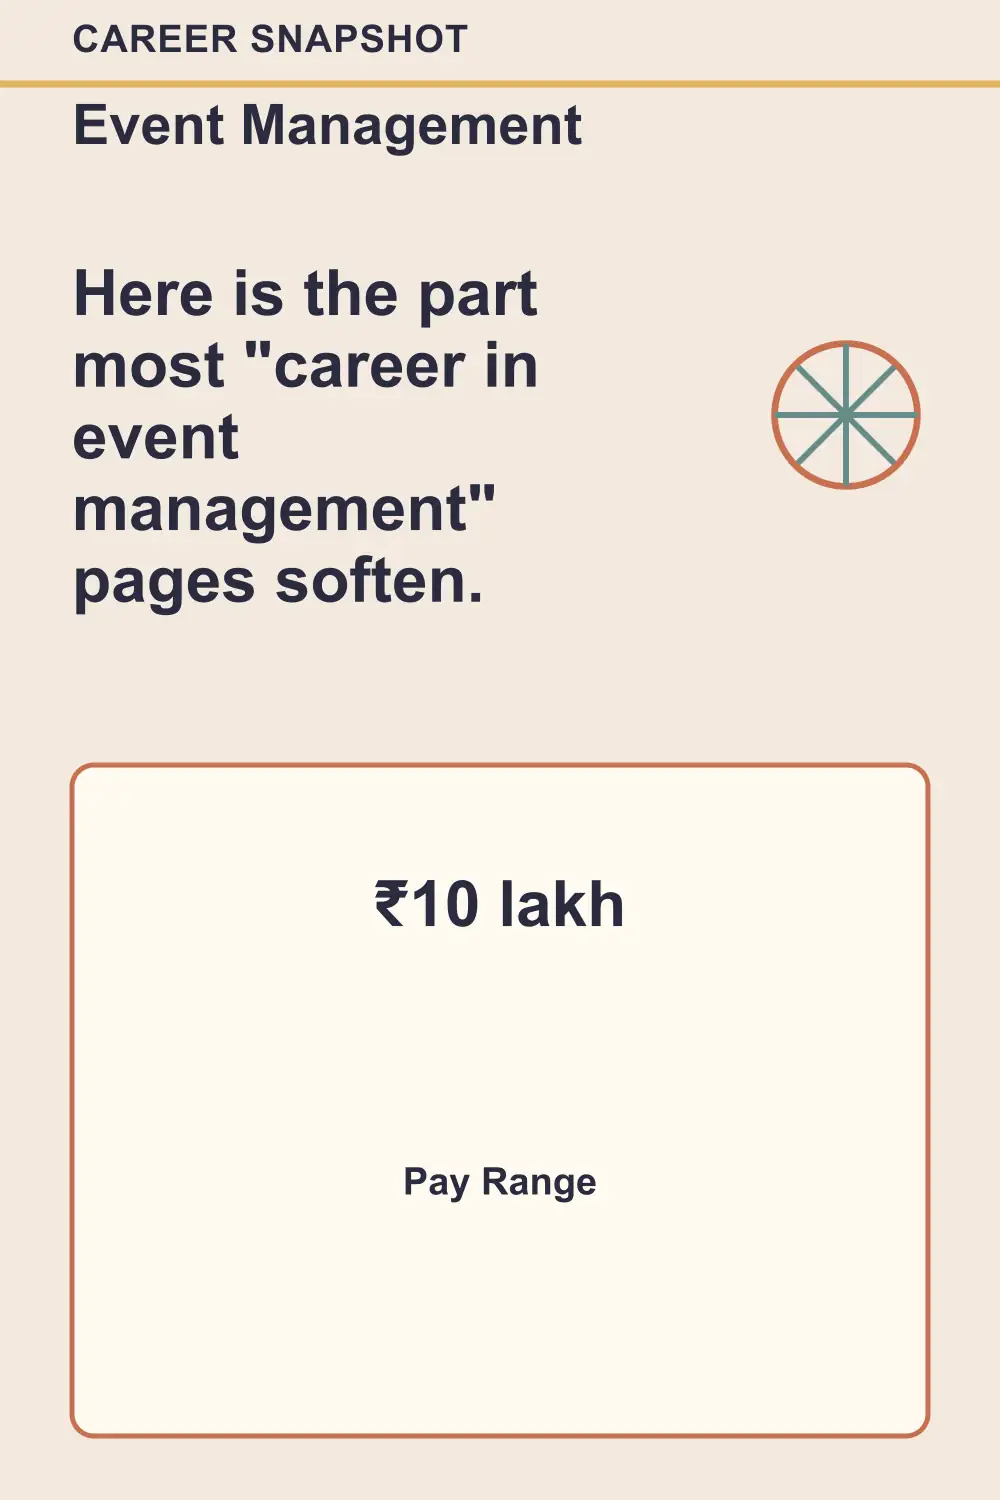 CAREER SNAPSHOT
Event Management
Here is the part
most "career in
event
management"
pages soften.
₹10 lakh
Pay Range